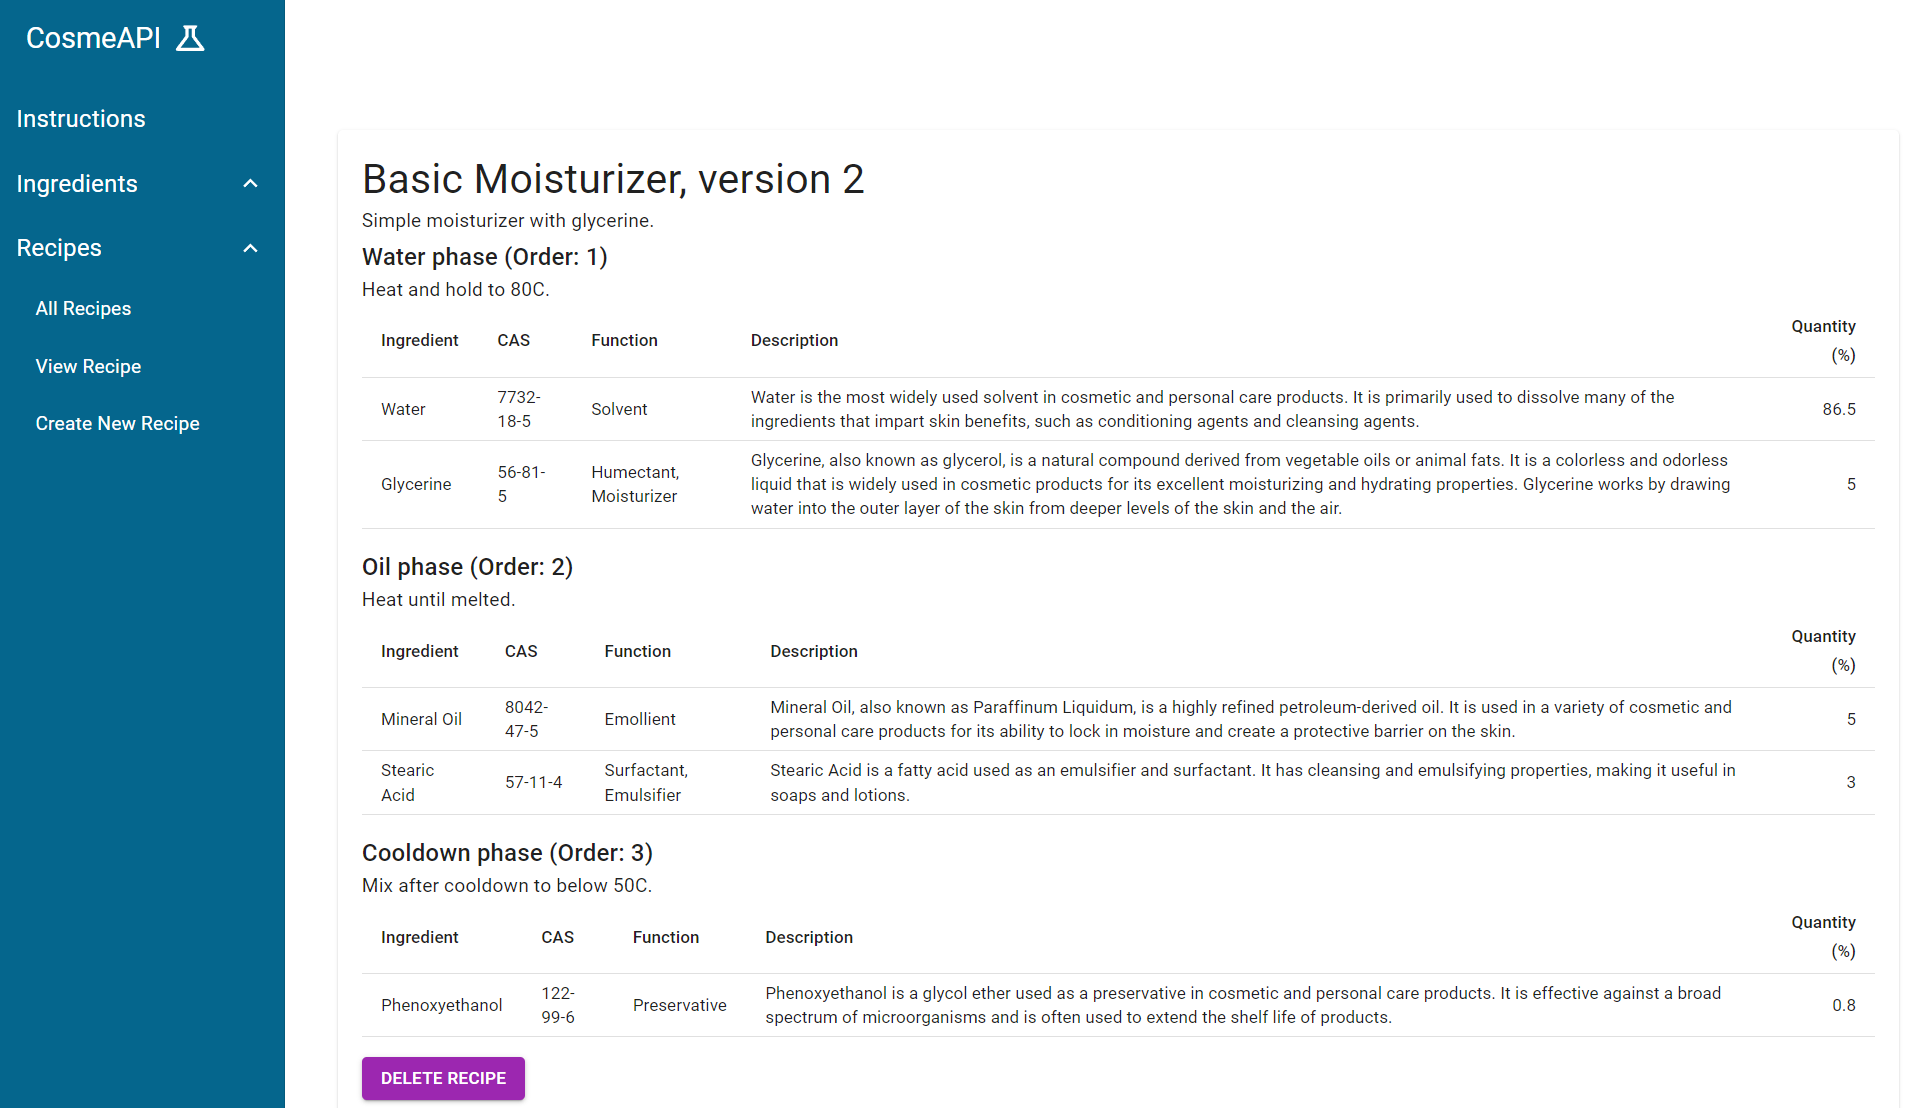 CosmeAPI
Instructions
Ingredients
Recipes
All Recipes
View Recipe
Create New Recipe
Basic Moisturizer, version 2
Simple moisturizer with glycerine.
Water phase (Order: 1)
Heat and hold to 80C.
Ingredient CAS Function Description Quantity
(%)
Water 7732-
18-5 Solvent Water is the most widely used solvent in cosmetic and personal care products. It is primarily used to dissolve many of the
ingredients that impart skin benefits, such as conditioning agents and cleansing agents. 86.5
Glycerine 56-81-
5 Humectant,
Moisturizer Glycerine, also known as glycerol, is a natural compound derived from vegetable oils or animal fats. It is a colorless and odorless
liquid that is widely used in cosmetic products for its excellent moisturizing and hydrating properties. Glycerine works by drawing
water into the outer layer of the skin from deeper levels of the skin and the air. 5
Oil phase (Order: 2)
Heat until melted.
Ingredient CAS Function Description Quantity
(%)
Mineral Oil 8042-
47-5 Emollient Mineral Oil, also known as Paraffinum Liquidum, is a highly refined petroleum-derived oil. It is used in a variety of cosmetic and
personal care products for its ability to lock in moisture and create a protective barrier on the skin. 5
Stearic
Acid 57-11-4 Surfactant,
Emulsifier Stearic Acid is a fatty acid used as an emulsifier and surfactant. It has cleansing and emulsifying properties, making it useful in
soaps and lotions. 3
Cooldown phase (Order: 3)
Mix after cooldown to below 50C.
Ingredient CAS Function Description Quantity
(%)
Phenoxyethanol 122-
99-6 Preservative Phenoxyethanol is a glycol ether used as a preservative in cosmetic and personal care products. It is effective against a broad
spectrum of microorganisms and is often used to extend the shelf life of products. 0.8
DELETE RECIPE